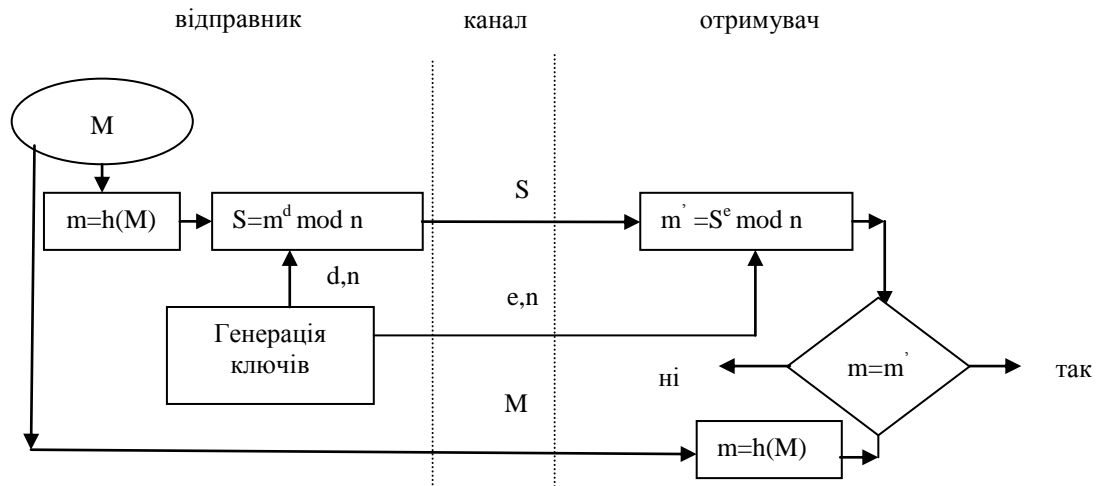 відправник канал отримувач
M
S
m=h(M) S=m^d mod n m’ =S^e mod n
d,n
e,n
Генерація
ключів
ні m=m’ так
M
m=h(M)